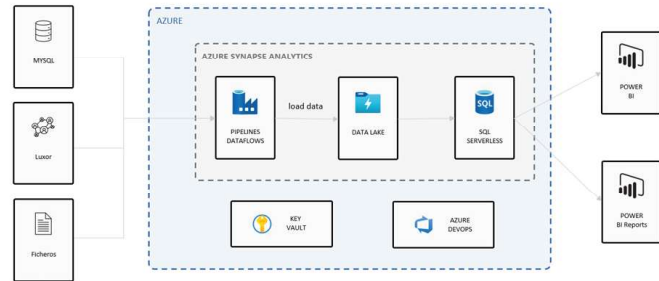 AZURE
MYSQL
AZURE SYNAPSE ANALYTICS
POWER
BI
load data
PIPELINES
DATAFLOWS
DATA LAKE
SQL
SQL
SERVERLESS
Luxor
POWER
BI Reports
KEY
VAULT
AZURE
DEVOPS
Ficheros